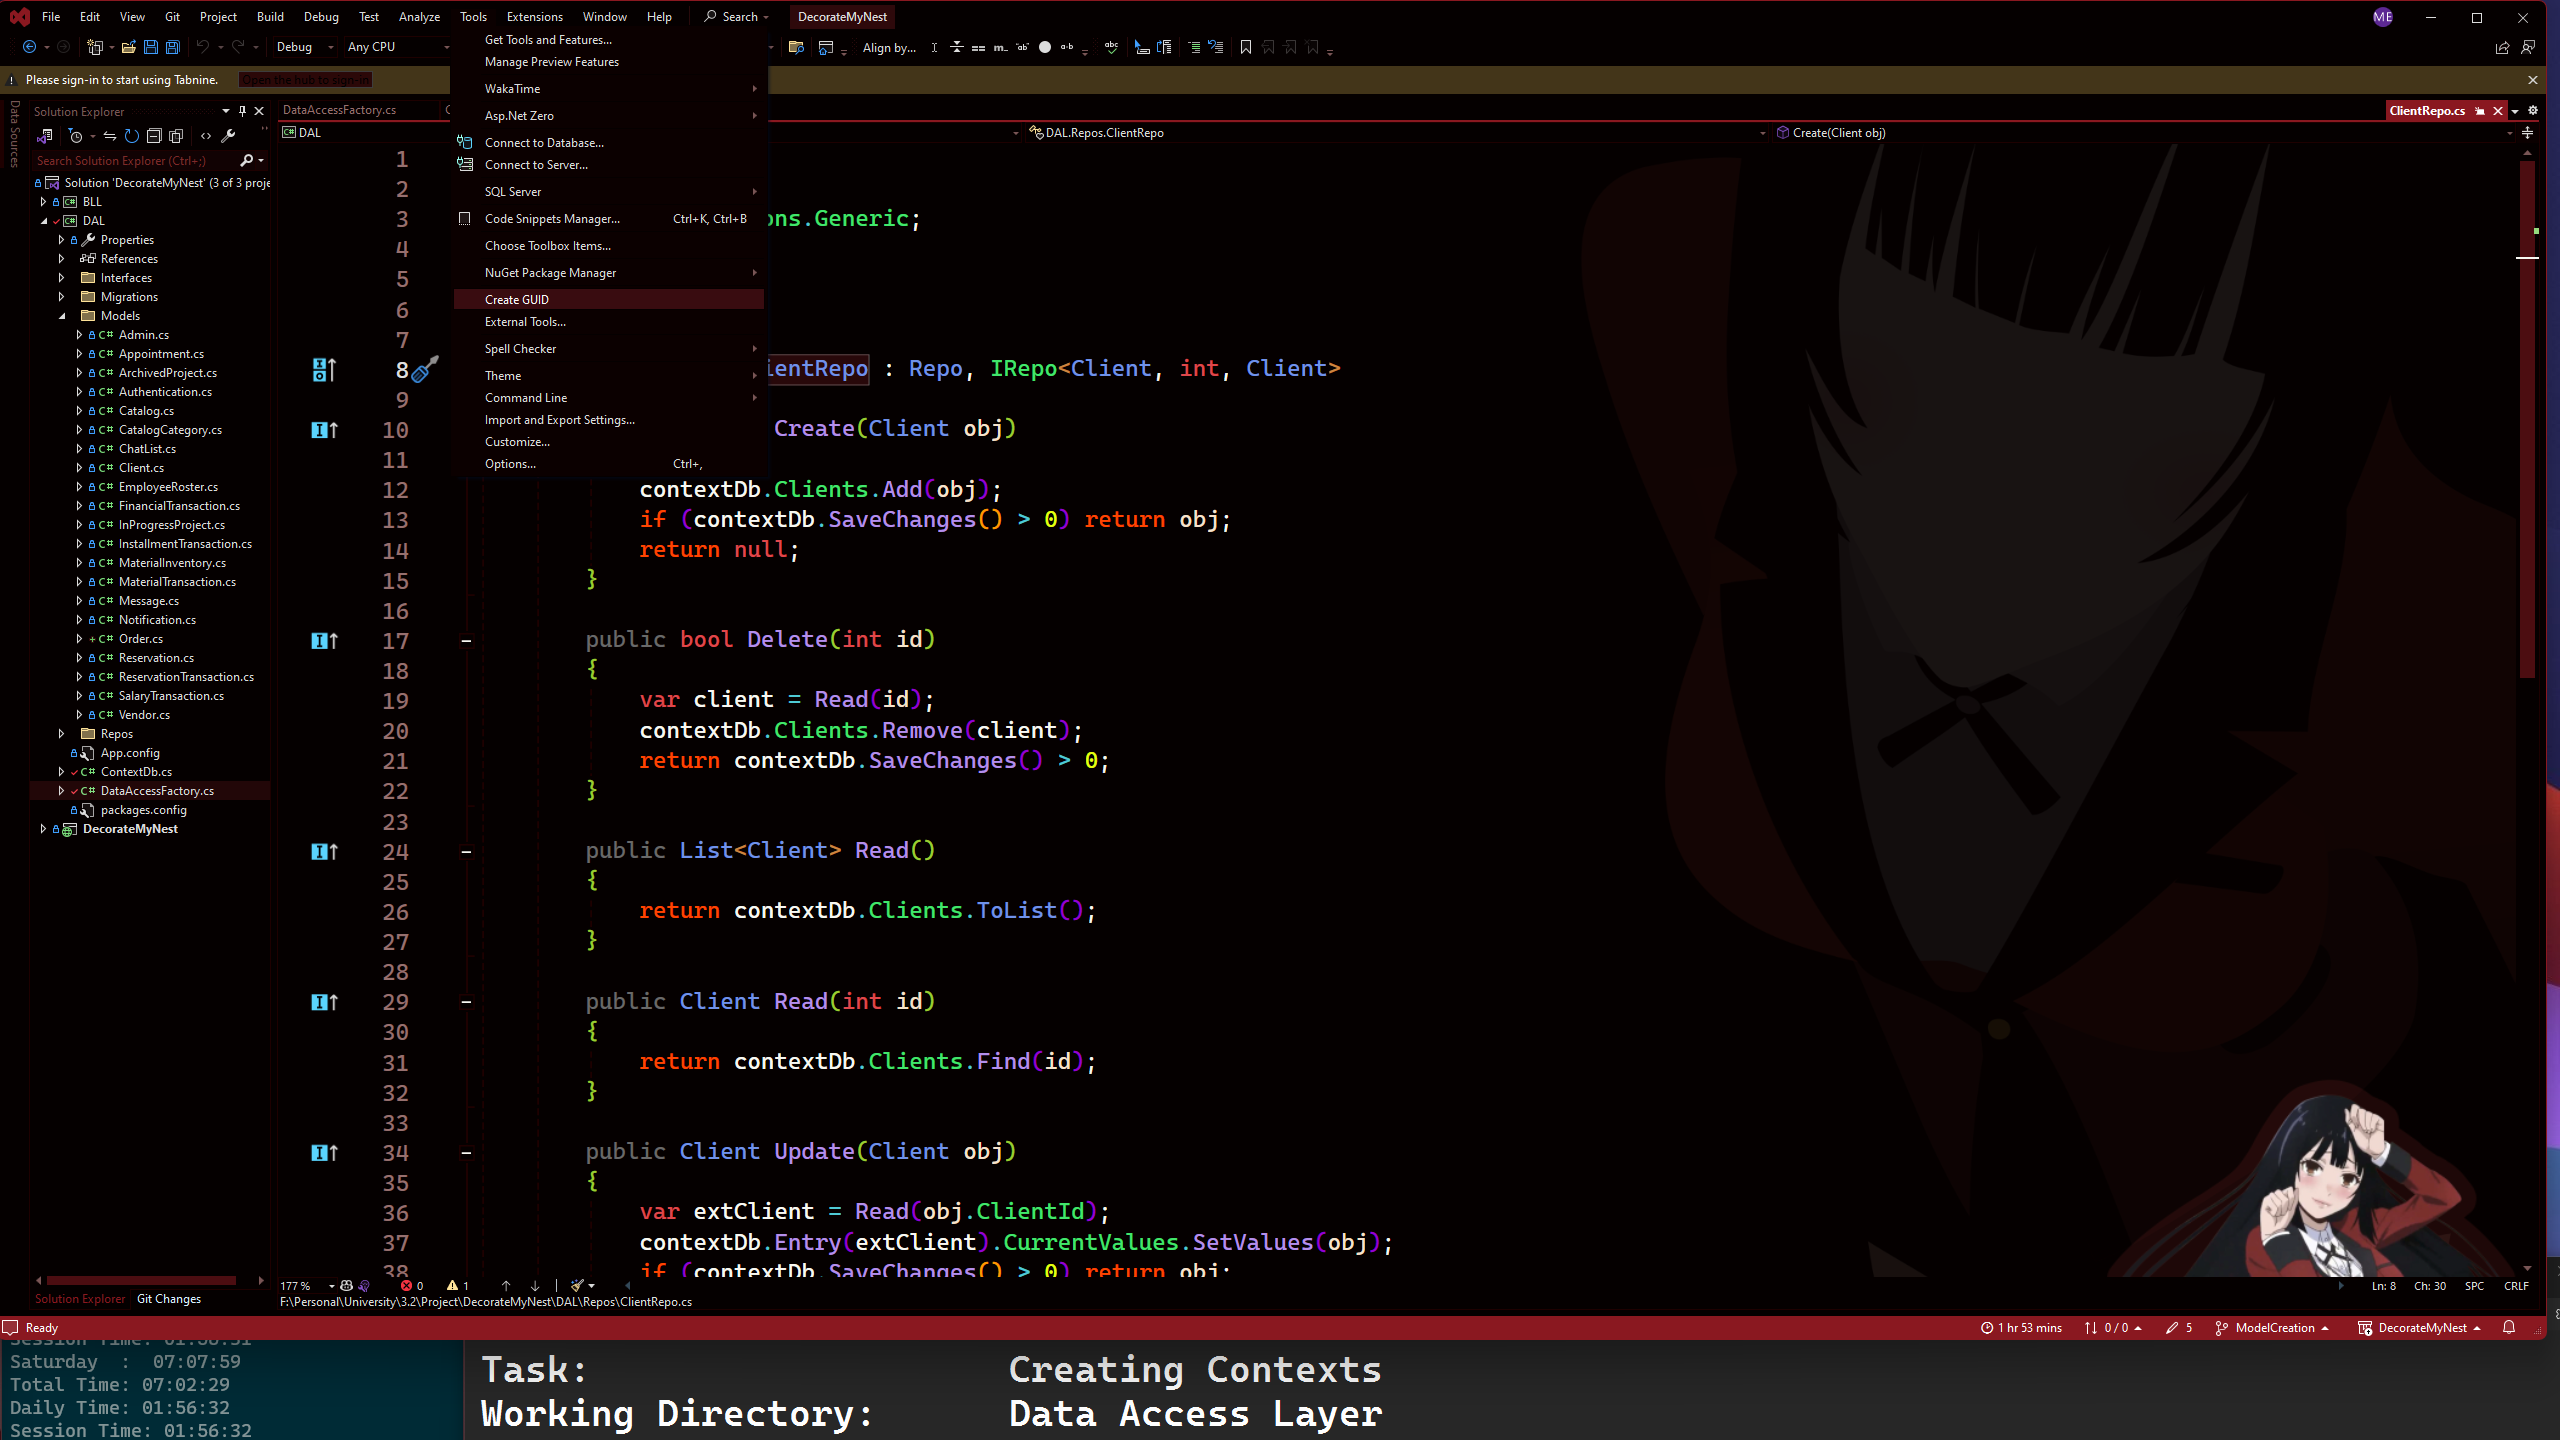 File Edit View Git Project Build Debug Test Analyze Tools Extensions Window Help Search DecorateMyNest ME
Debug Any CPU Align by...
Please sign-in to start using Tabnine. Open the hub to sign-in
Data Sources
Solution Explorer
Search Solution Explorer (Ctrl+;)
Solution 'DecorateMyNest' (3 of 3 proje
BLL
DAL
Properties
References
Interfaces
Migrations
Models
Admin.cs
Appointment.cs
ArchivedProject.cs
Authentication.cs
Catalog.cs
CatalogCategory.cs
ChatList.cs
Client.cs
EmployeeRoster.cs
FinancialTransaction.cs
InProgressProject.cs
InstallmentTransaction.cs
MaterialInventory.cs
MaterialTransaction.cs
Message.cs
Notification.cs
Order.cs
Reservation.cs
ReservationTransaction.cs
SalaryTransaction.cs
Vendor.cs
Repos
App.config
ContextDb.cs
DataAccessFactory.cs
packages.config
DecorateMyNest
Solution Explorer Git Changes
Get Tools and Features...
Manage Preview Features
WakaTime
Asp.Net Zero
Connect to Database...
Connect to Server...
SQL Server
Code Snippets Manager... Ctrl+K, Ctrl+B
Choose Toolbox Items...
NuGet Package Manager
Create GUID
External Tools...
Spell Checker
Theme
Command Line
Import and Export Settings...
Customize...
Options... Ctrl+,
DataAccessFactory.cs ClientRepo.cs
DAL DAL.Repos.ClientRepo Create(Client obj)
1
2
3 ons.Generic;
4
5
6
7
8 ientRepo : Repo, IRepo<Client, int, Client>
9
10 Create(Client obj)
11
12 contextDb.Clients.Add(obj);
13 if (contextDb.SaveChanges() > 0) return obj;
14 return null;
15 }
16
17 public bool Delete(int id)
18 {
19 var client = Read(id);
20 contextDb.Clients.Remove(client);
21 return contextDb.SaveChanges() > 0;
22 }
23
24 public List<Client> Read()
25 {
26 return contextDb.Clients.ToList();
27 }
28
29 public Client Read(int id)
30 {
31 return contextDb.Clients.Find(id);
32 }
33
34 public Client Update(Client obj)
35 {
36 var extClient = Read(obj.ClientId);
37 contextDb.Entry(extClient).CurrentValues.SetValues(obj);
38 if (contextDb.SaveChanges() > 0) return obj;
177 % 0 1 Ln: 8 Ch: 30 SPC CRLF
F:\Personal\University\3.2\Project\DecorateMyNest\DAL\Repos\ClientRepo.cs
Ready 1 hr 53 mins 0 / 0 5 ModelCreation DecorateMyNest
Saturday : 07:07:59
Total Time: 07:02:29
Daily Time: 01:56:32
Session Time: 01:56:32
Task: Creating Contexts
Working Directory: Data Access Layer